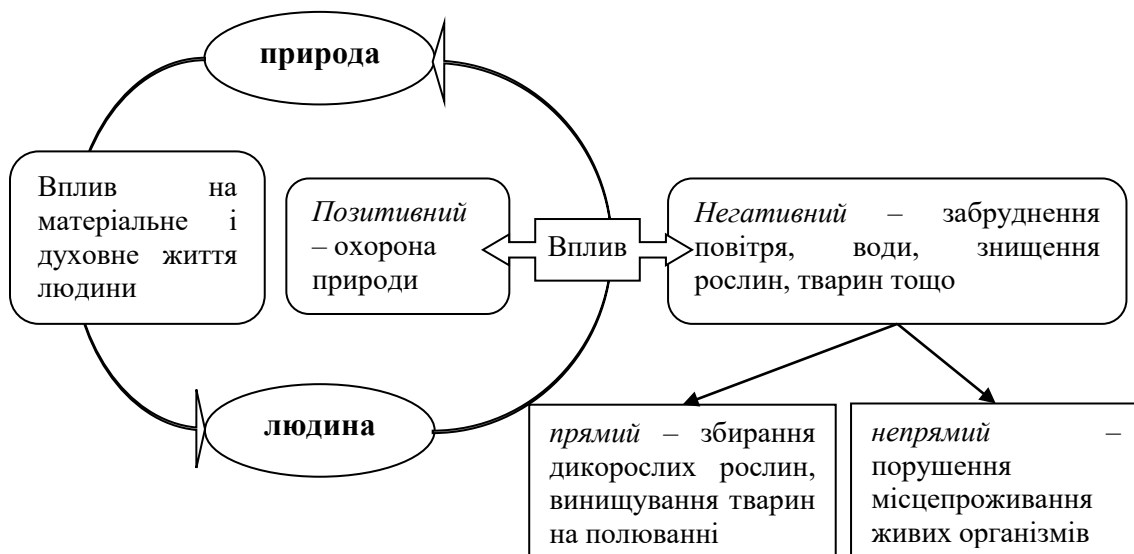 природа
Вплив на
матеріальне і
духовне життя
людини
Позитивний
– охорона
природи
Вплив
Негативний – забруднення
повітря, води, знищення
рослин, тварин тощо
людина
прямий – збирання
дикорослих рослин,
винищування тварин
на полюванні
непрямий –
порушення
місцепроживання
живих організмів